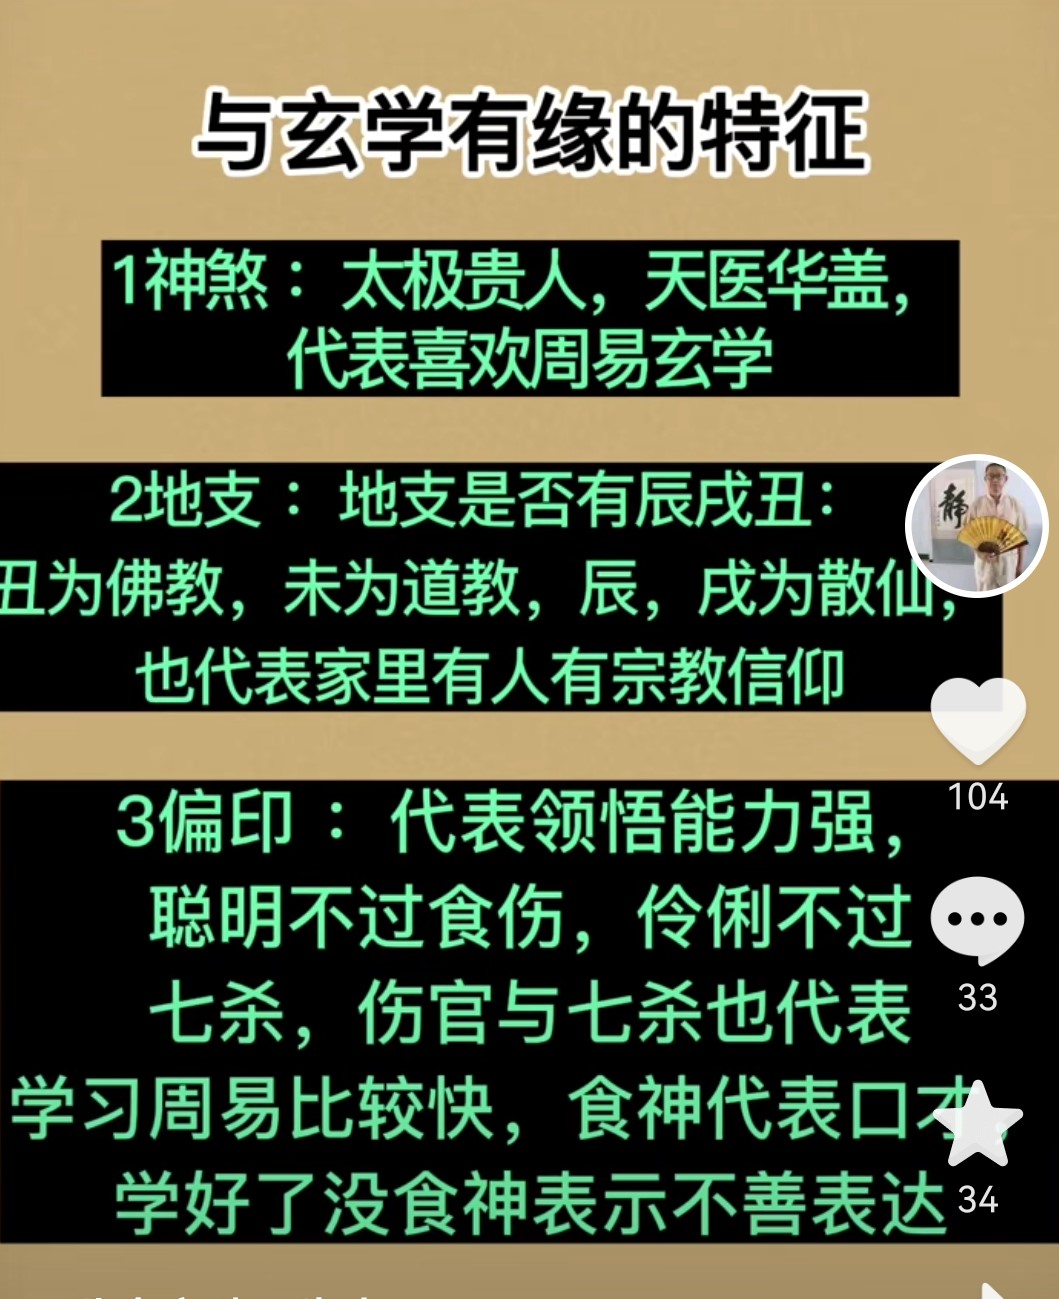 与玄学有缘的特征
1神煞：太极贵人，天医华盖，
代表喜欢周易玄学
2地支：地支是否有辰戌丑：
丑为佛教，未为道教，辰，戌为散仙，
也代表家里有人有宗教信仰
静
3偏印：代表领悟能力强，
104
聪明不过食伤，伶俐不过
七杀，伤官与七杀也代表
33
学习周易比较快，食神代表口才，
学好了没食神表示不善表达
34